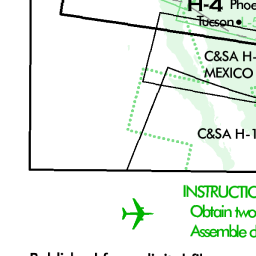 H-4 Phoe
Tucson
C&SA H-
MEXICO
C&SA H-1
INSTRUCTIO
Obtain two
Assemble d